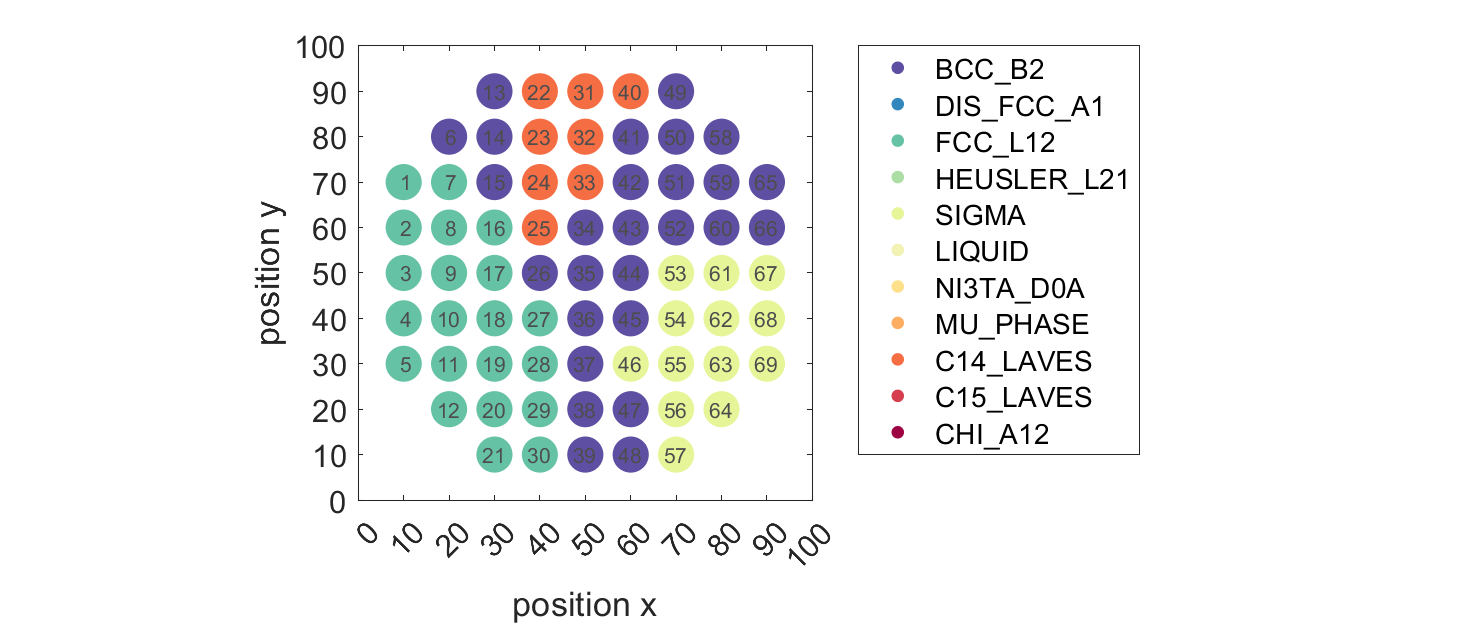 100
90
80
70
60
50
40
30
20
10
0
position y
13 22 31 40 49
6 14 23 32 41 50 58
1 7 15 24 33 42 51 59 65
2 8 16 25 34 43 52 60 66
3 9 17 26 35 44 53 61 67
4 10 18 27 36 45 54 62 68
5 11 19 28 37 46 55 63 69
12 20 29 38 47 56 64
21 30 39 48 57
0 10 20 30 40 50 60 70 80 90 100
position x
BCC_B2
DIS_FCC_A1
FCC_L12
HEUSLER_L21
SIGMA
LIQUID
NI3TA_D0A
MU_PHASE
C14_LAVES
C15_LAVES
CHI_A12